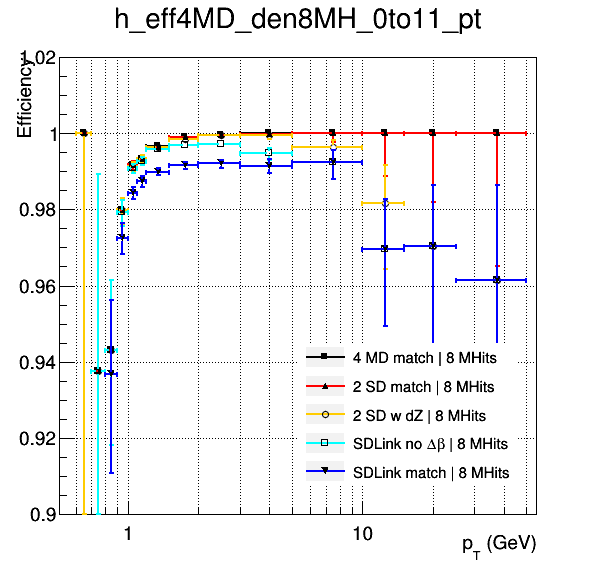 h_eff4MD_den8MH_0to11_pt
Efficiency
1.02
1
0.98
0.96
0.94
0.92
0.9
4 MD match | 8 MHits
2 SD match | 8 MHits
2 SD w dZ | 8 MHits
SDLink no Δβ | 8 MHits
SDLink match | 8 MHits
1
10
p_T (GeV)